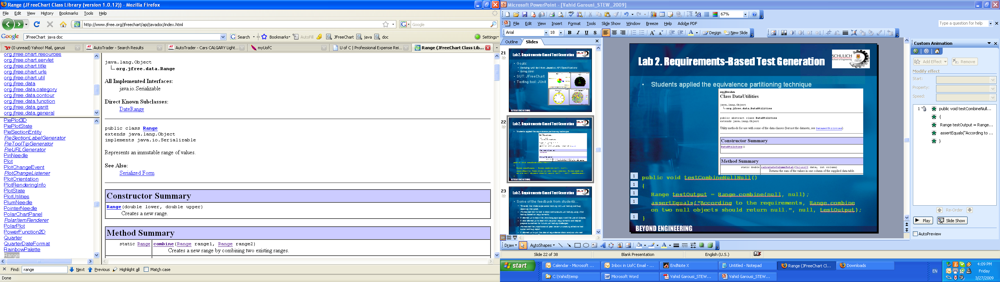 Range (JFreeChart Class Library (version 1.0.12)) - Mozilla Firefox
File Edit View History Bookmarks Tools Help
http://www.jfree.org/jfreechart/api/javadoc/index.html
Google
Google
JFreeChart java doc
Search
Bookmarks
AutoFill
JFreeChart
java
doc
Settings
(0 unread) Yahoo! Mail, garusi
AutoTrader - Search Results
AutoTrader - Cars CALGARY Light...
myUofC
U of C | Professional Expense Rei...
Range (JFreeChart Class Lib...
org.jfree.chart.resources
org.jfree.chart.servlet
org.jfree.chart.title
org.jfree.chart.urls
org.jfree.chart.util
org.jfree.data
org.jfree.data.category
org.jfree.data.contour
org.jfree.data.function
org.jfree.data.gantt
org.jfree.data.general
PiePlot3D
PiePlotState
PieSectionEntity
PieSectionLabelGenerator
PieToolTipGenerator
PieURLGenerator
PinNeedle
Plot
PlotChangeEvent
PlotChangeListener
PlotOrientation
PlotRenderingInfo
PlotState
PlotUtilities
PlumNeedle
PointerNeedle
PolarChartPanel
PolarItemRenderer
PolarPlot
PowerFunction2D
Quarter
QuarterDateFormat
RainbowPalette
Range
java.lang.Object
org.jfree.data.Range
All Implemented Interfaces:
java.io.Serializable
Direct Known Subclasses:
DateRange
public class Range
extends java.lang.Object
implements java.io.Serializable
Represents an immutable range of values.
See Also:
Serialized Form
Constructor Summary
Range(double lower, double upper)
Creates a new range.
Method Summary
static Range combine(Range range1, Range range2)
Creates a new range by combining two existing ranges.
Find: range Next Previous Highlight all Match case
Done
Microsoft PowerPoint - [Vahid Garousi_STEW_2009]
67%
File Edit View Insert Format Tools Slide Show Window Breeze Help Adobe PDF
Type a question for help
Arial 18 B I U S Design New Slide
Outline Slides
21
Lab 2. Requirements-Based Test Generation
Goals:
– Deriving unit tests from Javadoc API Specifications
– Using JUnit
SUT: JFreeChart
Testing tool: JUnit
BEYOND ENGINEERING
22
Lab 2. Requirements-Based Test Generation
Students applied the equivalence partitioning technique
BEYOND ENGINEERING
23
Lab 2. Requirements-Based Test Generation
Some of the feedback from students...
Lab 2. Requirements-Based Test Generation
SCHULICH
School of Engineering
• Students applied the equivalence partitioning technique
org.jfree.data
Class DataUtilities
java.lang.Object
org.jfree.data.DataUtilities
public abstract class DataUtilities
extends java.lang.Object
Utility methods for use with some of the data classes (but not the datasets, see DatasetUtilities).
Constructor Summary
DataUtilities()
Method Summary
static double calculateColumnTotal(Values2D data, int column)
Returns the sum of the values in one column of the supplied data table.
1 public void testCombineNullNull()
1 {
1 Range testOutput = Range.combine(null, null);
1 assertEquals("According to the requirements, Range.combine
on two null objects should return null.", null, testOutput);
1 }
BEYOND ENGINEERING
Custom Animation
Add Effect Remove
Modify effect
Start:
Property:
Speed:
1 public void testCombineNull...
{
Range testOutput = Range...
assertEquals("According to ...
}
Re-Order
Play Slide Show
AutoPreview
Draw AutoShapes
Slide 22 of 38 Blank Presentation English (U.S.)
start
Calendar - Microsoft ...
Inbox in UofC Email - ...
EndNote X
Untitled - Notepad
Range (JFreeChart Cl...
Downloads
C:\Vahid\temp
Microsoft Word
Vahid Garousi_STEW...
Vahid Garousi_STEW...
EN
4:09 PM
Friday
3/27/2009